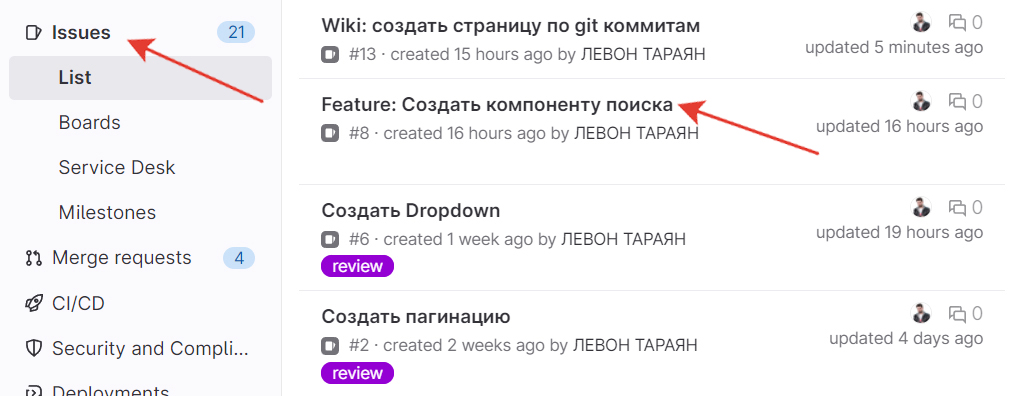 Issues 21
List
Boards
Service Desk
Milestones
Merge requests 4
CI/CD
Security and Compli...
Deployments
Wiki: создать страницу по git коммитам 0
#13 · created 15 hours ago by ЛЕВОН ТАРАЯН updated 5 minutes ago
Feature: Создать компоненту поиска 0
#8 · created 16 hours ago by ЛЕВОН ТАРАЯН updated 16 hours ago
Создать Dropdown 0
#6 · created 1 week ago by ЛЕВОН ТАРАЯН updated 19 hours ago
review
Создать пагинацию 0
#2 · created 2 weeks ago by ЛЕВОН ТАРАЯН updated 4 days ago
review